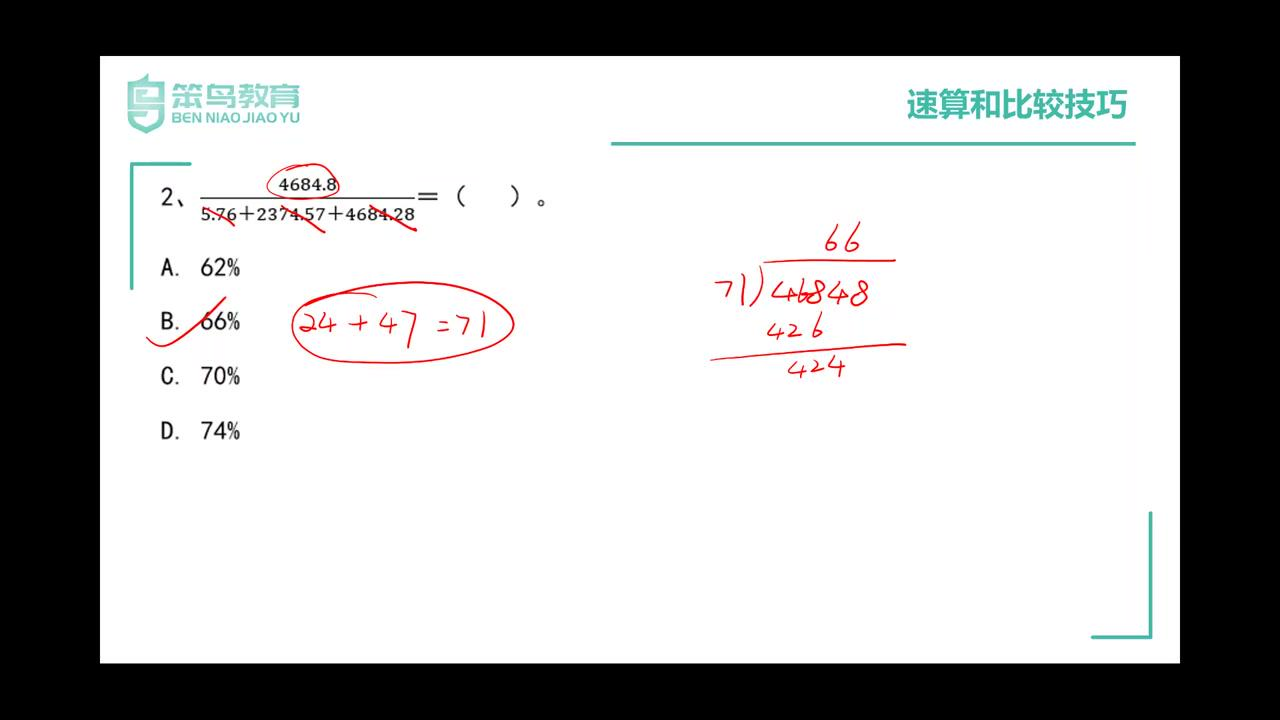 笨鸟教育
BEN NIAO JIAO YU
速算和比较技巧
2、4684.8/5.76+2374.57+4684.28=（ ）。
A. 62%
B. 66%
C. 70%
D. 74%
24+47=71
66
71)46848
426
424